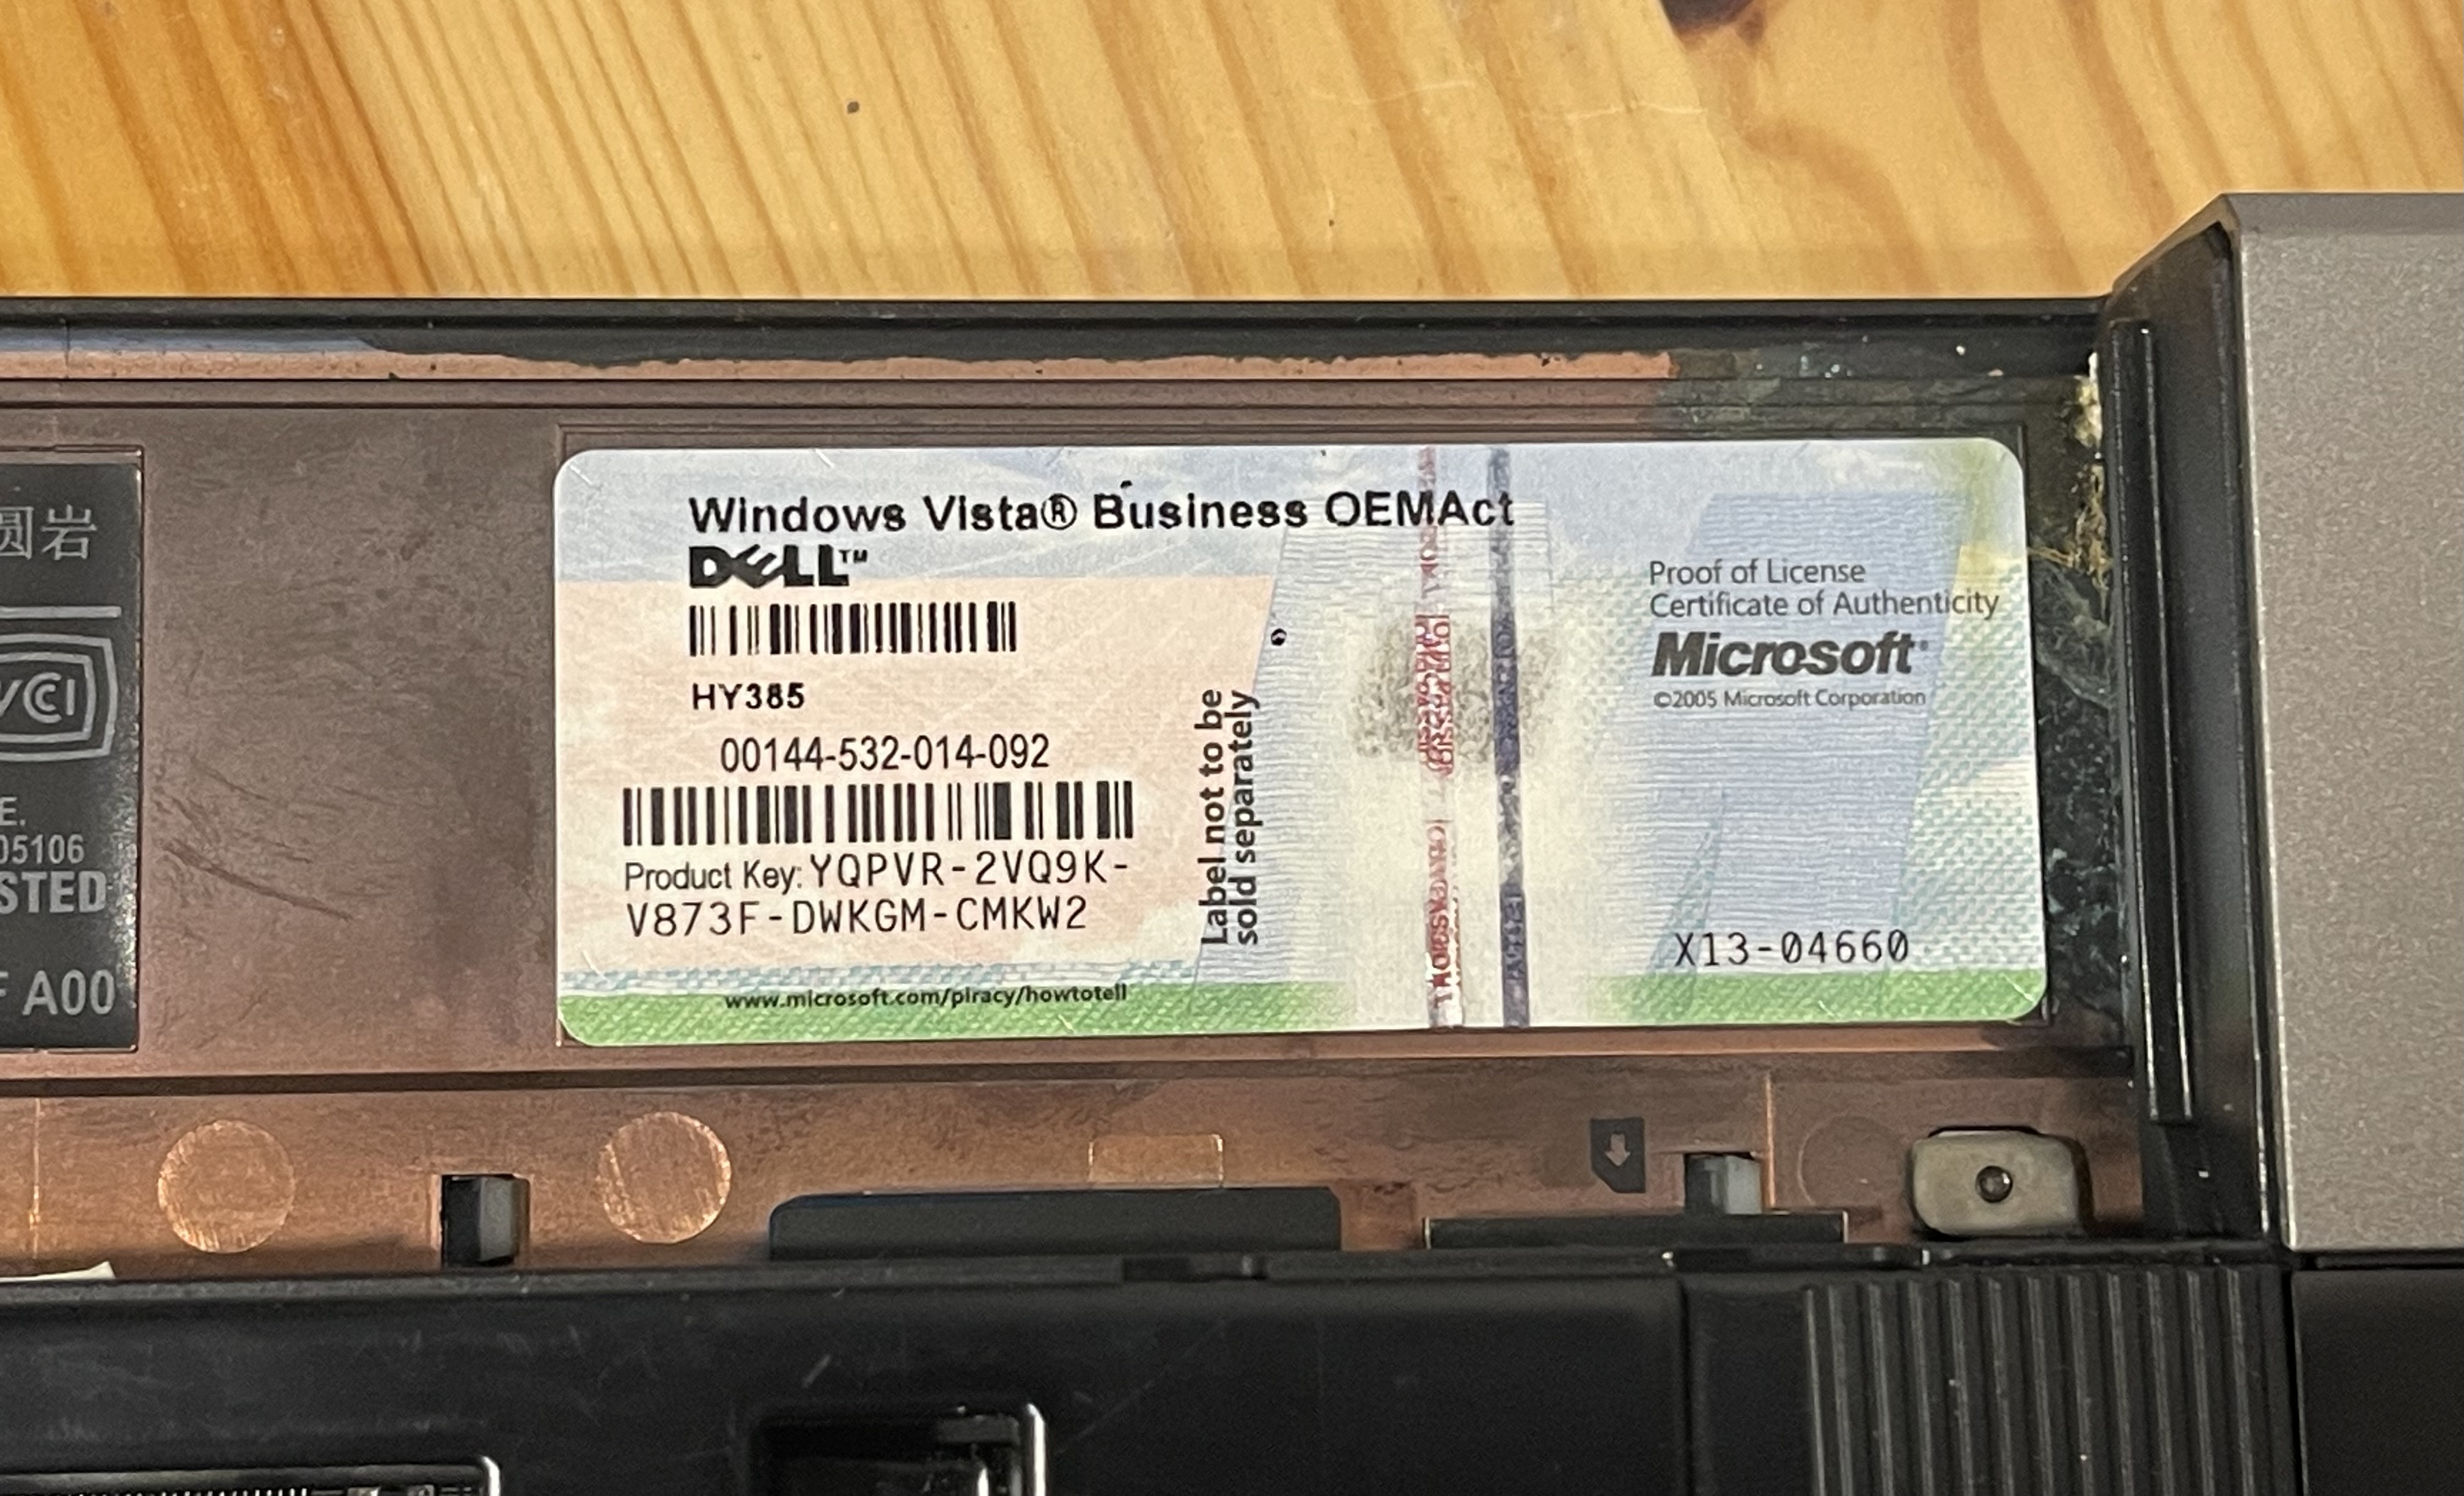 Windows Vista® Business OEMAct
DELL™
HY385
00144-532-014-092
Product Key: YQPVR-2VQ9K-
V873F-DWKGM-CMKW2
www.microsoft.com/piracy/howtotell
Label not to be
sold separately
Proof of License
Certificate of Authenticity
Microsoft®
©2005 Microsoft Corporation
X13-04660
圆岩
E.
05106
STED
A00